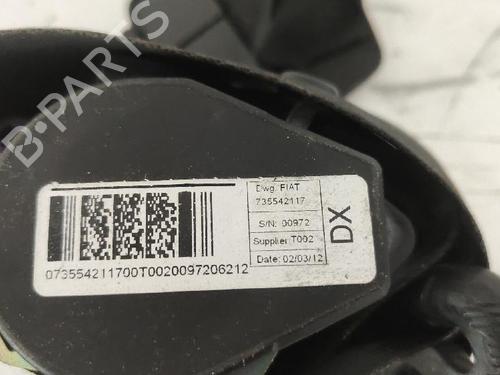 B-PARTS
Dwg. FIAT
735542117
S/N: 00972
Supplier T002
Date: 02/03/12
DX
073554211700T0020097206212